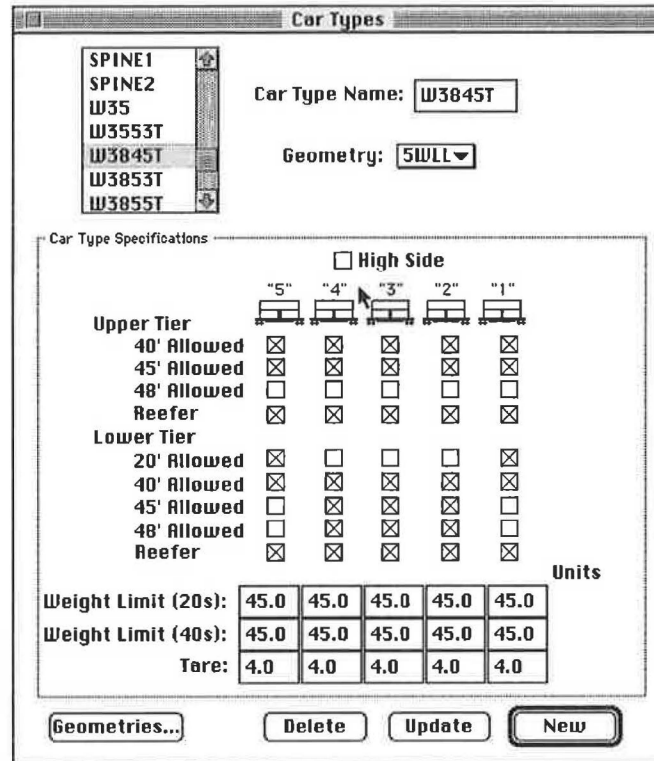 Car Types
SPINE1
SPINE2
W35
W3553T
W3845T
W3853T
W3855T
Car Type Name: W3845T
Geometry: 5WLL
Car Type Specifications
High Side
"5" "4" "3" "2" "1"
Upper Tier
40' Allowed
45' Allowed
48' Allowed
Reefer
Lower Tier
20' Allowed
40' Allowed
45' Allowed
48' Allowed
Reefer
Units
Weight Limit (20s): 45.0 45.0 45.0 45.0 45.0
Weight Limit (40s): 45.0 45.0 45.0 45.0 45.0
Tare: 4.0 4.0 4.0 4.0 4.0
Geometries... Delete Update New